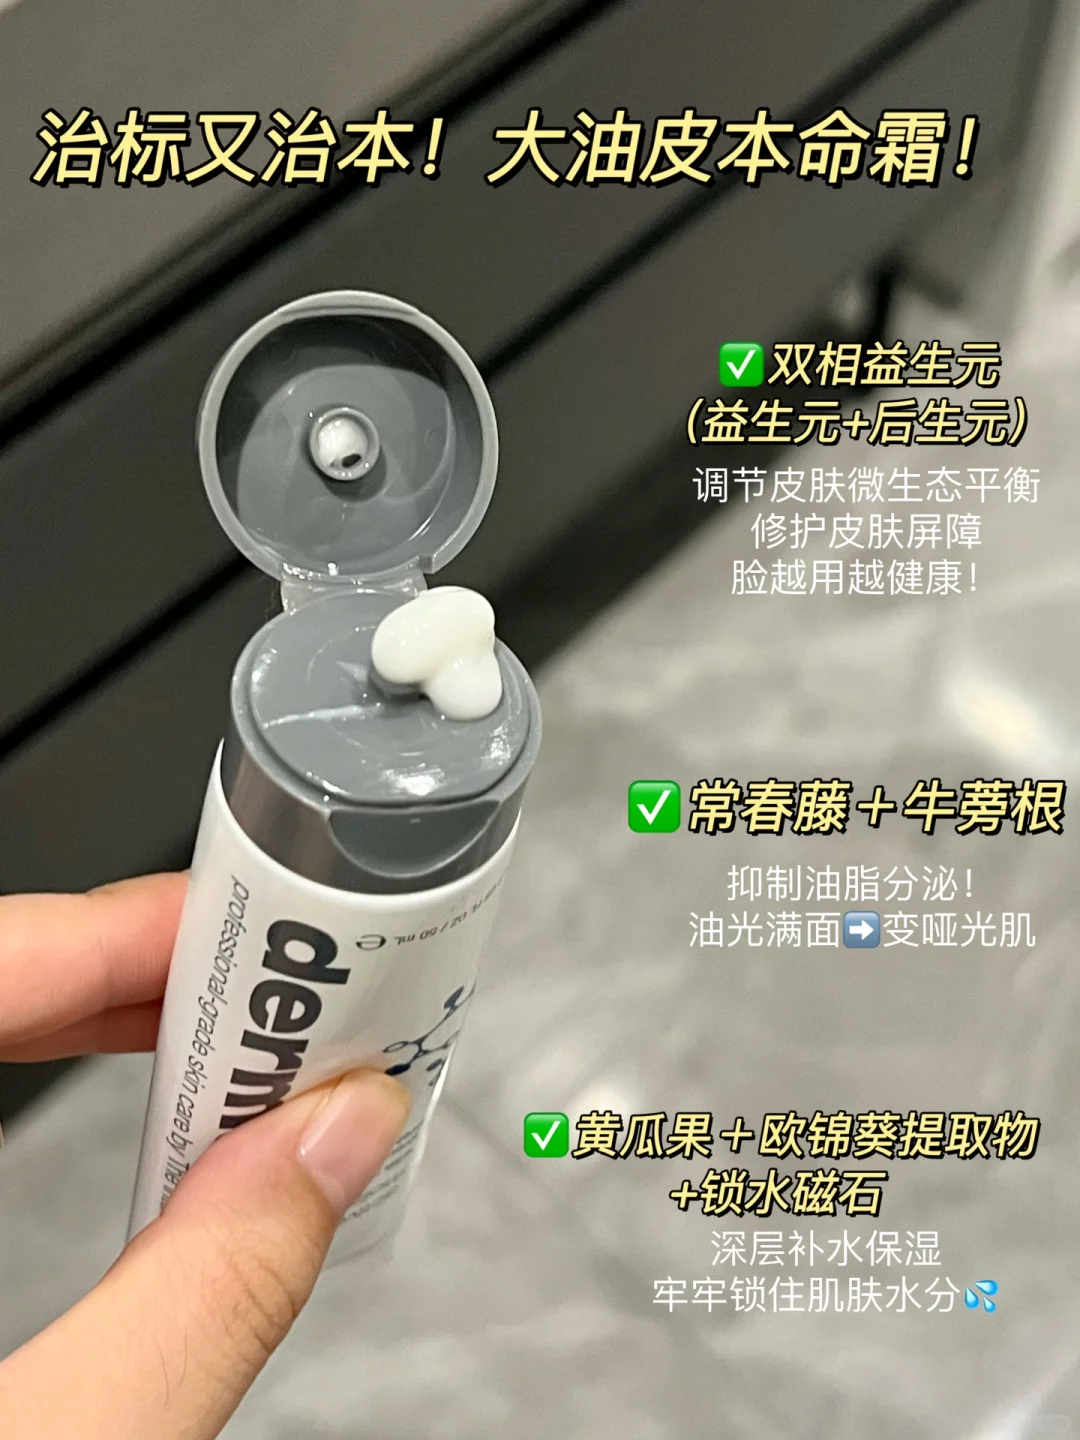 治标又治本！大油皮本命霜！
✅双相益生元
（益生元+后生元）
调节皮肤微生态平衡
修护皮肤屏障
脸越用越健康！
✅常春藤＋牛蒡根
抑制油脂分泌！
油光满面➡️变哑光肌
✅黄瓜果＋欧锦葵提取物
+锁水磁石
深层补水保湿
牢牢锁住肌肤水分💦
FL OZ / 50 mL ℮
professional-grade skin care by The